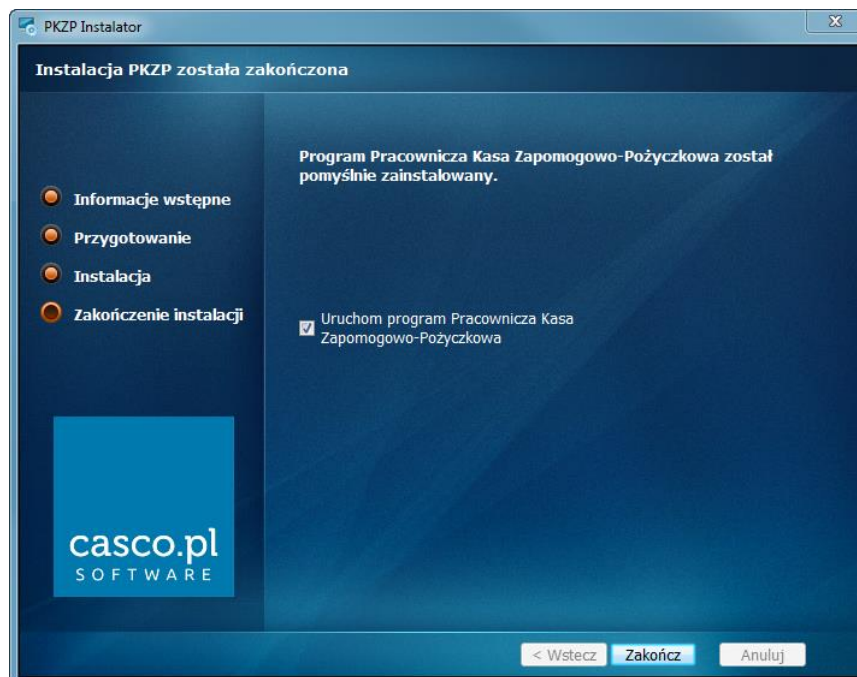 PKZP Instalator
Instalacja PKZP została zakończona
Informacje wstępne
Przygotowanie
Instalacja
Zakończenie instalacji
Program Pracownicza Kasa Zapomogowo-Pożyczkowa został
pomyślnie zainstalowany.
Uruchom program Pracownicza Kasa
Zapomogowo-Pożyczkowa
casco.pl
SOFTWARE
< Wstecz
Zakończ
Anuluj